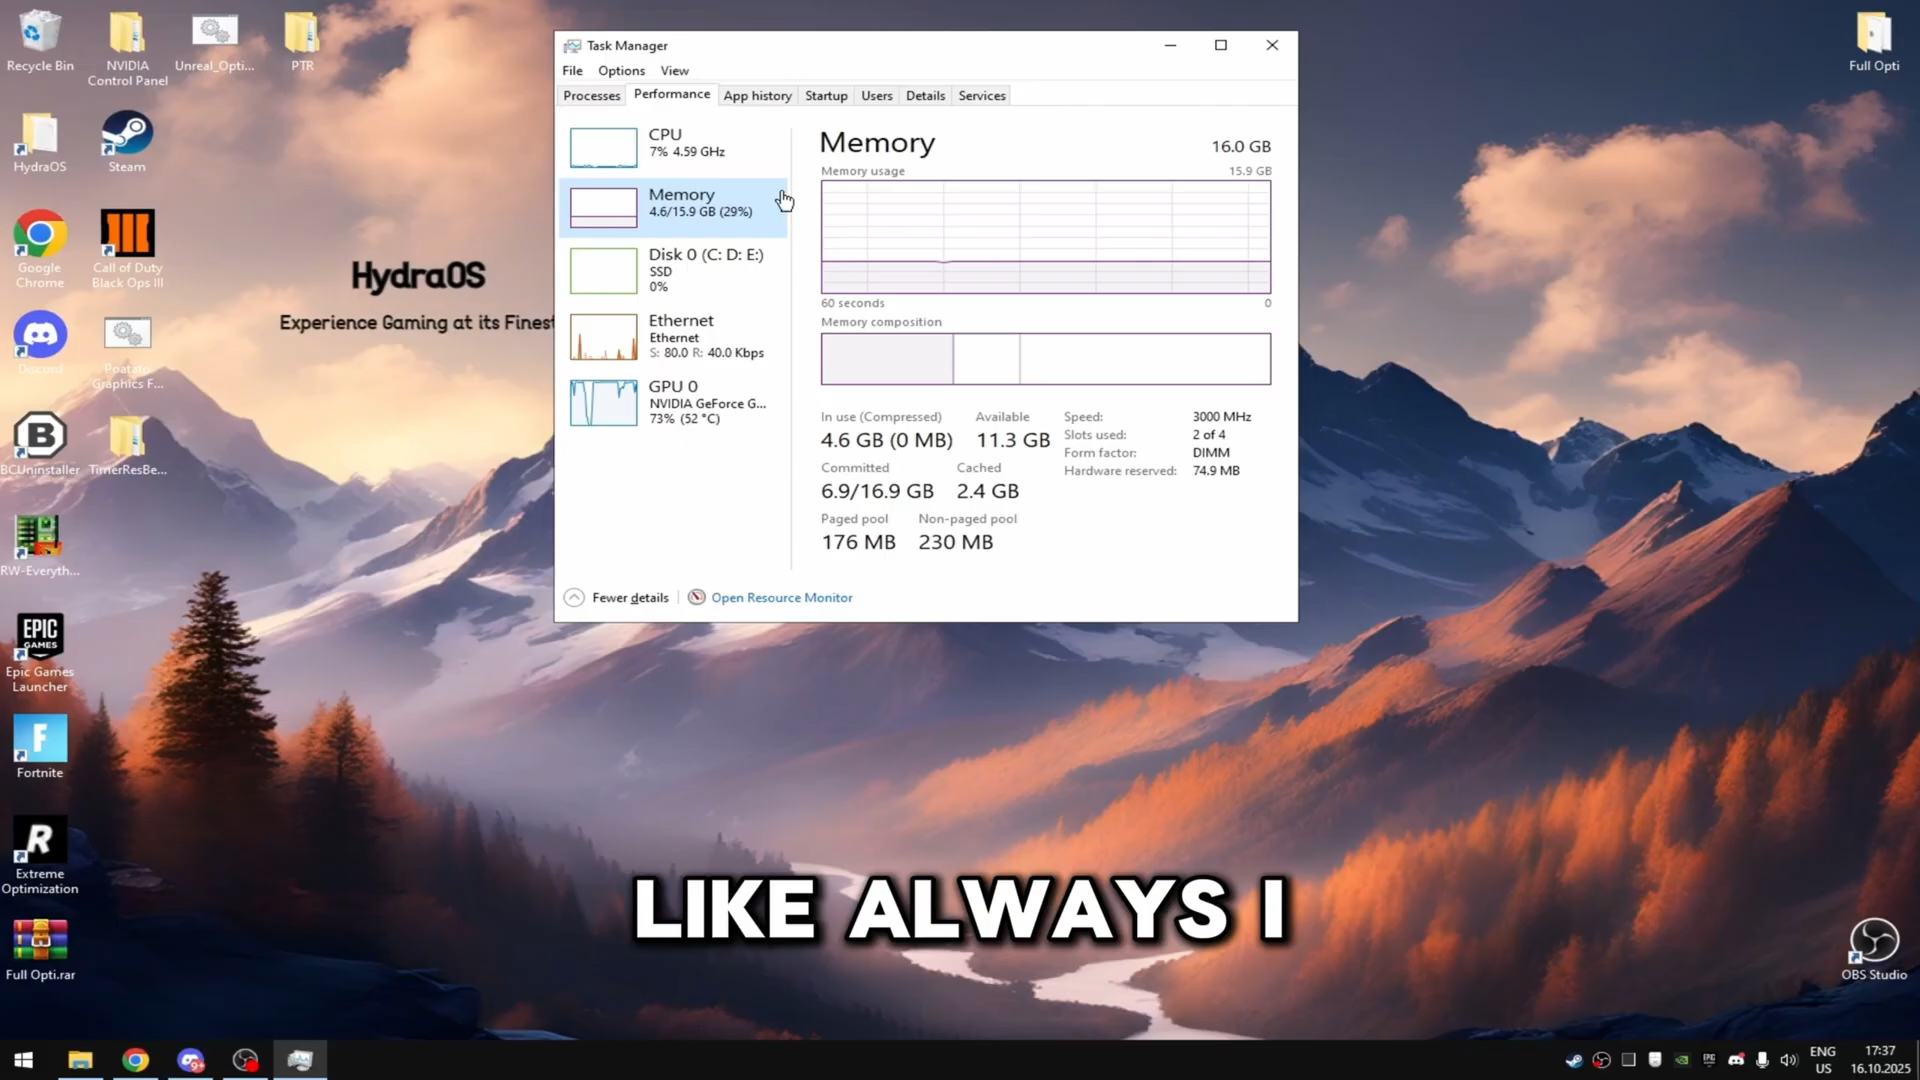 Recycle Bin
NVIDIA
Control Panel
Unreal_Opti...
PTR
Full Opti
HydraOS
Steam
Google
Chrome
Call of Duty
Black Ops III
Discord
Poatato
Graphics F...
BCUninstaller
TimerResBe...
RW-Everyth...
EPIC
GAMES
Epic Games
Launcher
Fortnite
Extreme
Optimization
Full Opti.rar
OBS Studio
HydraOS
Experience Gaming at its Finest
Task Manager
File Options View
Processes Performance App history Startup Users Details Services
CPU
7% 4.59 GHz
Memory
4.6/15.9 GB (29%)
Disk 0 (C: D: E:)
SSD
0%
Ethernet
Ethernet
S: 80.0 R: 40.0 Kbps
GPU 0
NVIDIA GeForce G...
73% (52 °C)
Memory 16.0 GB
Memory usage 15.9 GB
60 seconds 0
Memory composition
In use (Compressed) Available
4.6 GB (0 MB) 11.3 GB
Committed Cached
6.9/16.9 GB 2.4 GB
Paged pool Non-paged pool
176 MB 230 MB
Speed: 3000 MHz
Slots used: 2 of 4
Form factor: DIMM
Hardware reserved: 74.9 MB
Fewer details Open Resource Monitor
LIKE ALWAYS I
ENG
US
17:37
16.10.2025